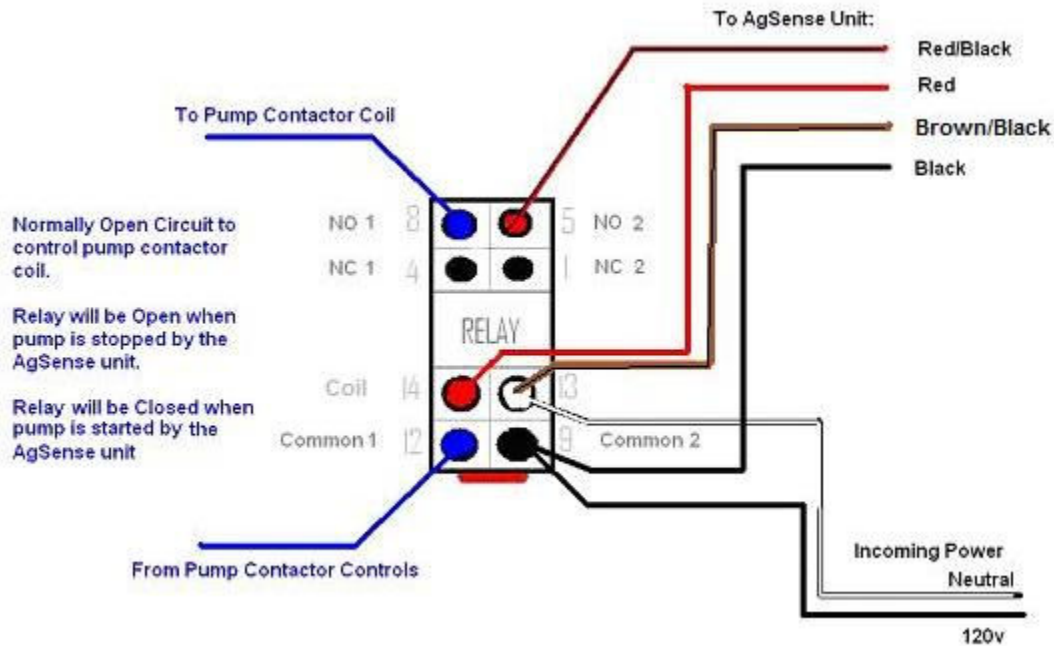 To AgSense Unit:
Red/Black
Red
Brown/Black
Black
To Pump Contactor Coil
Normally Open Circuit to
control pump contactor
coil.
Relay will be Open when
pump is stopped by the
AgSense unit.
Relay will be Closed when
pump is started by the
AgSense unit
NO 1 8 5 NO 2
NC 1 4 1 NC 2
RELAY
Coil 14 13
Common 1 12 9 Common 2
From Pump Contactor Controls
Incoming Power
Neutral
120v